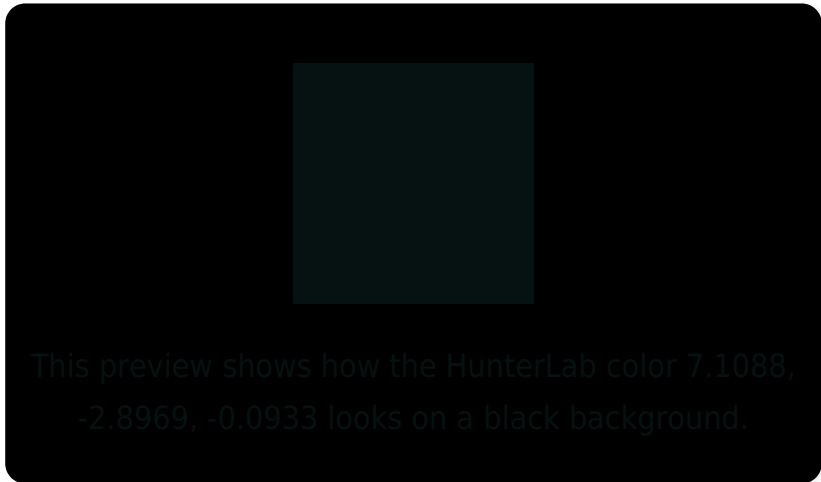 This preview shows how the HunterLab color 7.1088,
-2.8969, -0.0933 looks on a black background.